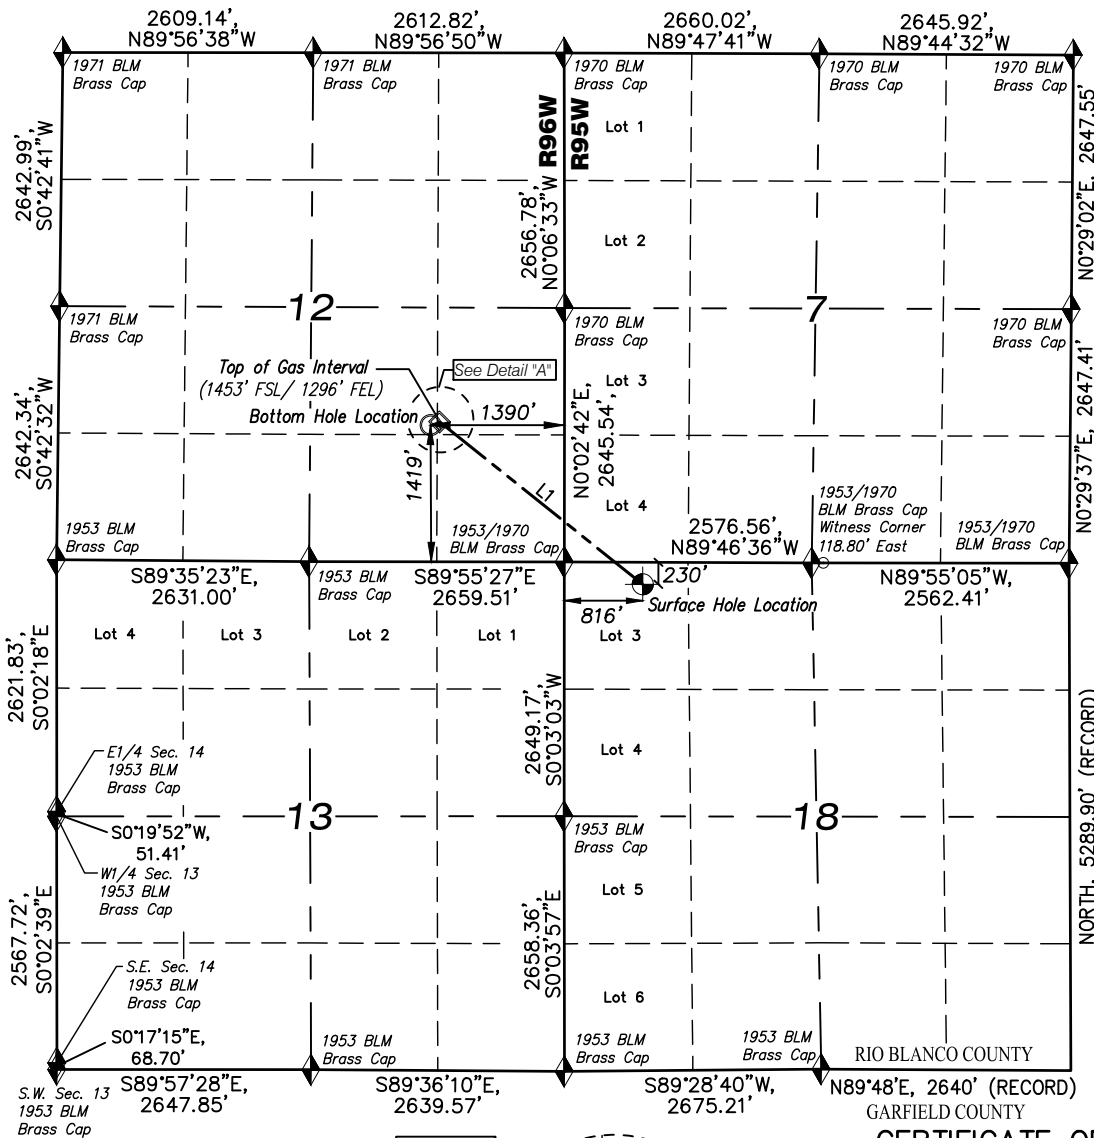 2609.14',
N89°56'38"W
2612.82',
N89°56'50"W
2660.02',
N89°47'41"W
2645.92',
N89°44'32"W
1971 BLM
Brass Cap
1971 BLM
Brass Cap
1970 BLM
Brass Cap
1970 BLM
Brass Cap
1970 BLM
Brass Cap
2642.99',
S0°42'41"W
R96W
R95W
Lot 1
2656.78',
N0°06'33"W
Lot 2
N0°29'02"E, 2647.55'
12
7
1971 BLM
Brass Cap
1970 BLM
Brass Cap
1970 BLM
Brass Cap
Top of Gas Interval
(1453' FSL/ 1296' FEL)
See Detail "A"
Bottom Hole Location
1390'
2642.34',
S0°42'32"W
1419'
N0°02'42"E,
2645.54',
Lot 3
L1
Lot 4
N0°29'37"E, 2647.41'
1953 BLM
Brass Cap
1953/1970
BLM Brass Cap
2576.56',
N89°46'36"W
1953/1970
BLM Brass Cap
Witness Corner
118.80' East
1953/1970
BLM Brass Cap
S89°35'23"E,
2631.00'
1953 BLM
Brass Cap
S89°55'27"E
2659.51'
230'
816'
Surface Hole Location
N89°55'05"W,
2562.41'
Lot 4
Lot 3
Lot 2
Lot 1
Lot 3
2621.83',
S0°02'18"E
2649.17',
S0°03'03"W
Lot 4
E1/4 Sec. 14
1953 BLM
Brass Cap
13
18
S0°19'52"W,
51.41'
W1/4 Sec. 13
1953 BLM
Brass Cap
1953 BLM
Brass Cap
NORTH, 5289.90' (RECORD)
2567.72',
S0°02'39"E
2658.36',
S0°03'57"E
Lot 5
S.E. Sec. 14
1953 BLM
Brass Cap
Lot 6
S0°17'15"E,
68.70'
1953 BLM
Brass Cap
1953 BLM
Brass Cap
1953 BLM
Brass Cap
RIO BLANCO COUNTY
S.W. Sec. 13
1953 BLM
Brass Cap
S89°57'28"E,
2647.85'
S89°36'10"E,
2639.57'
S89°28'40"W,
2675.21'
N89°48'E, 2640' (RECORD)
GARFIELD COUNTY